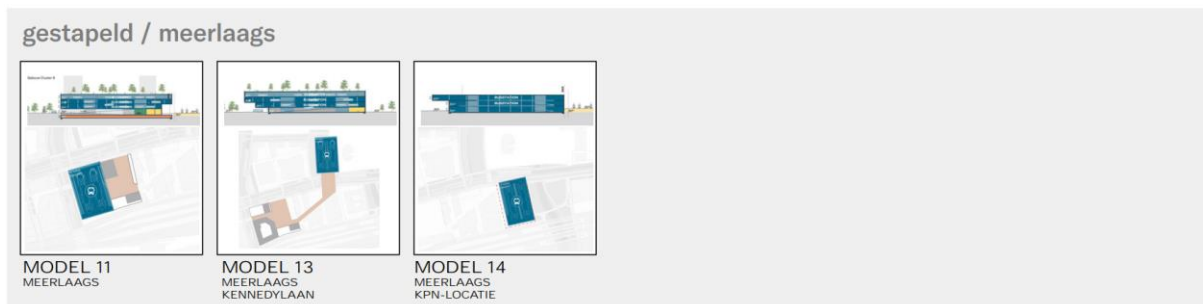 gestapeld / meerlaags
MODEL 11
MEERLAAGS
MODEL 13
MEERLAAGS
KENNEDYLAAN
MODEL 14
MEERLAAGS
KPN-LOCATIE